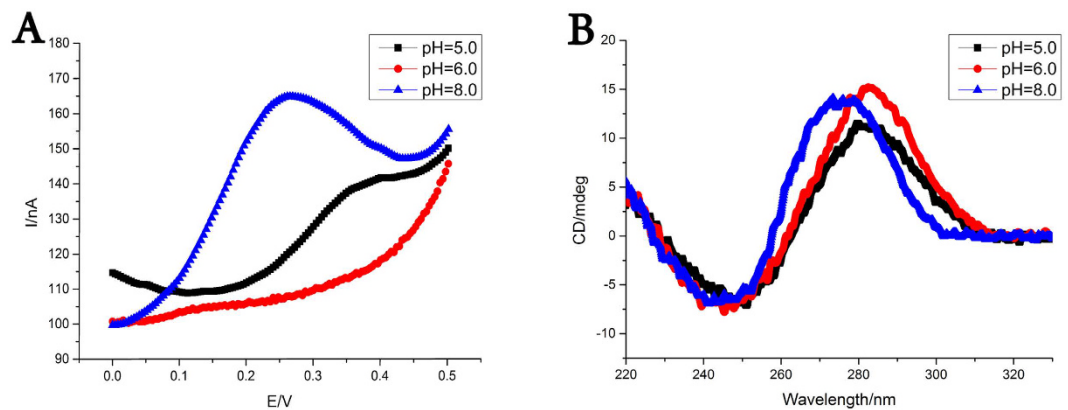 A
pH=5.0
pH=6.0
pH=8.0
I/nA
180
170
160
150
140
130
120
110
100
90
0.0 0.1 0.2 0.3 0.4 0.5
E/V
B
pH=5.0
pH=6.0
pH=8.0
CD/mdeg
20
15
10
5
0
-5
-10
220 240 260 280 300 320
Wavelength/nm